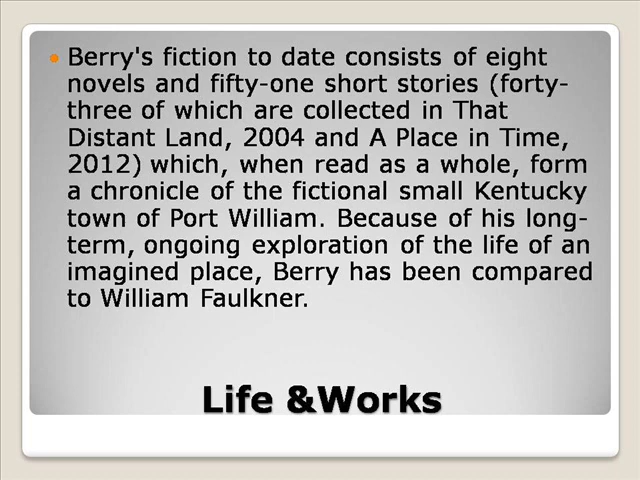 Berry's fiction to date consists of eight
novels and fifty-one short stories (forty-
three of which are collected in That
Distant Land, 2004 and A Place in Time,
2012) which, when read as a whole, form
a chronicle of the fictional small Kentucky
town of Port William. Because of his long-
term, ongoing exploration of the life of an
imagined place, Berry has been compared
to William Faulkner.
Life &Works